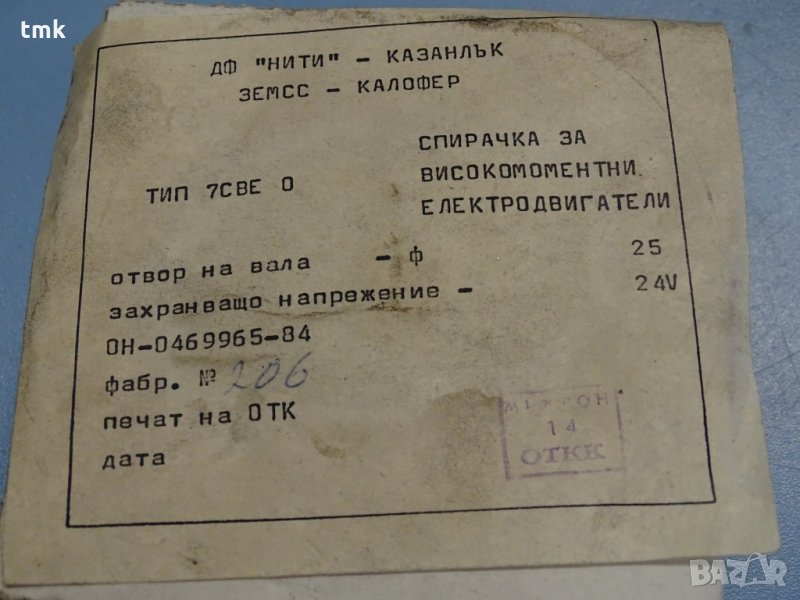 tmk
ДФ "НИТИ" – КАЗАНЛЪК
ЗЕМСС – КАЛОФЕР
ТИП 7СВЕ 0
СПИРАЧКА ЗА
ВИСОКОМОМЕНТНИ
ЕЛЕКТРОДВИГАТЕЛИ
отвор на вала – ф 25
захранващо напрежение – 24V
ОН–0469965–84
фабр. № 206
печат на ОТК
дата
14
ОТКК
BAZAR